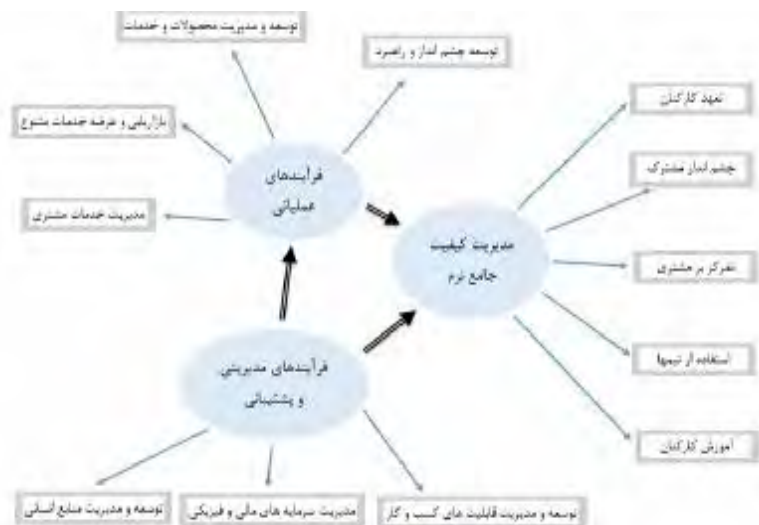 توسعه و مدیریت محصولات و خدمات
توسعه چشم انداز و راهبرد
بازاریابی و عرضه خدمات متنوع
مدیریت خدمات مشتری
فرآیندهای
عملیاتی
تعهد کارکنان
چشم انداز مشترک
تمرکز بر مشتری
استفاده از تیمها
آموزش کارکنان
مدیریت کیفیت
جامع نرم
فرآیندهای مدیریتی
و پشتیبانی
توسعه و مدیریت قابلیت های کسب و کار
مدیریت سرمایه های مالی و فیزیکی
توسعه و مدیریت منابع انسانی